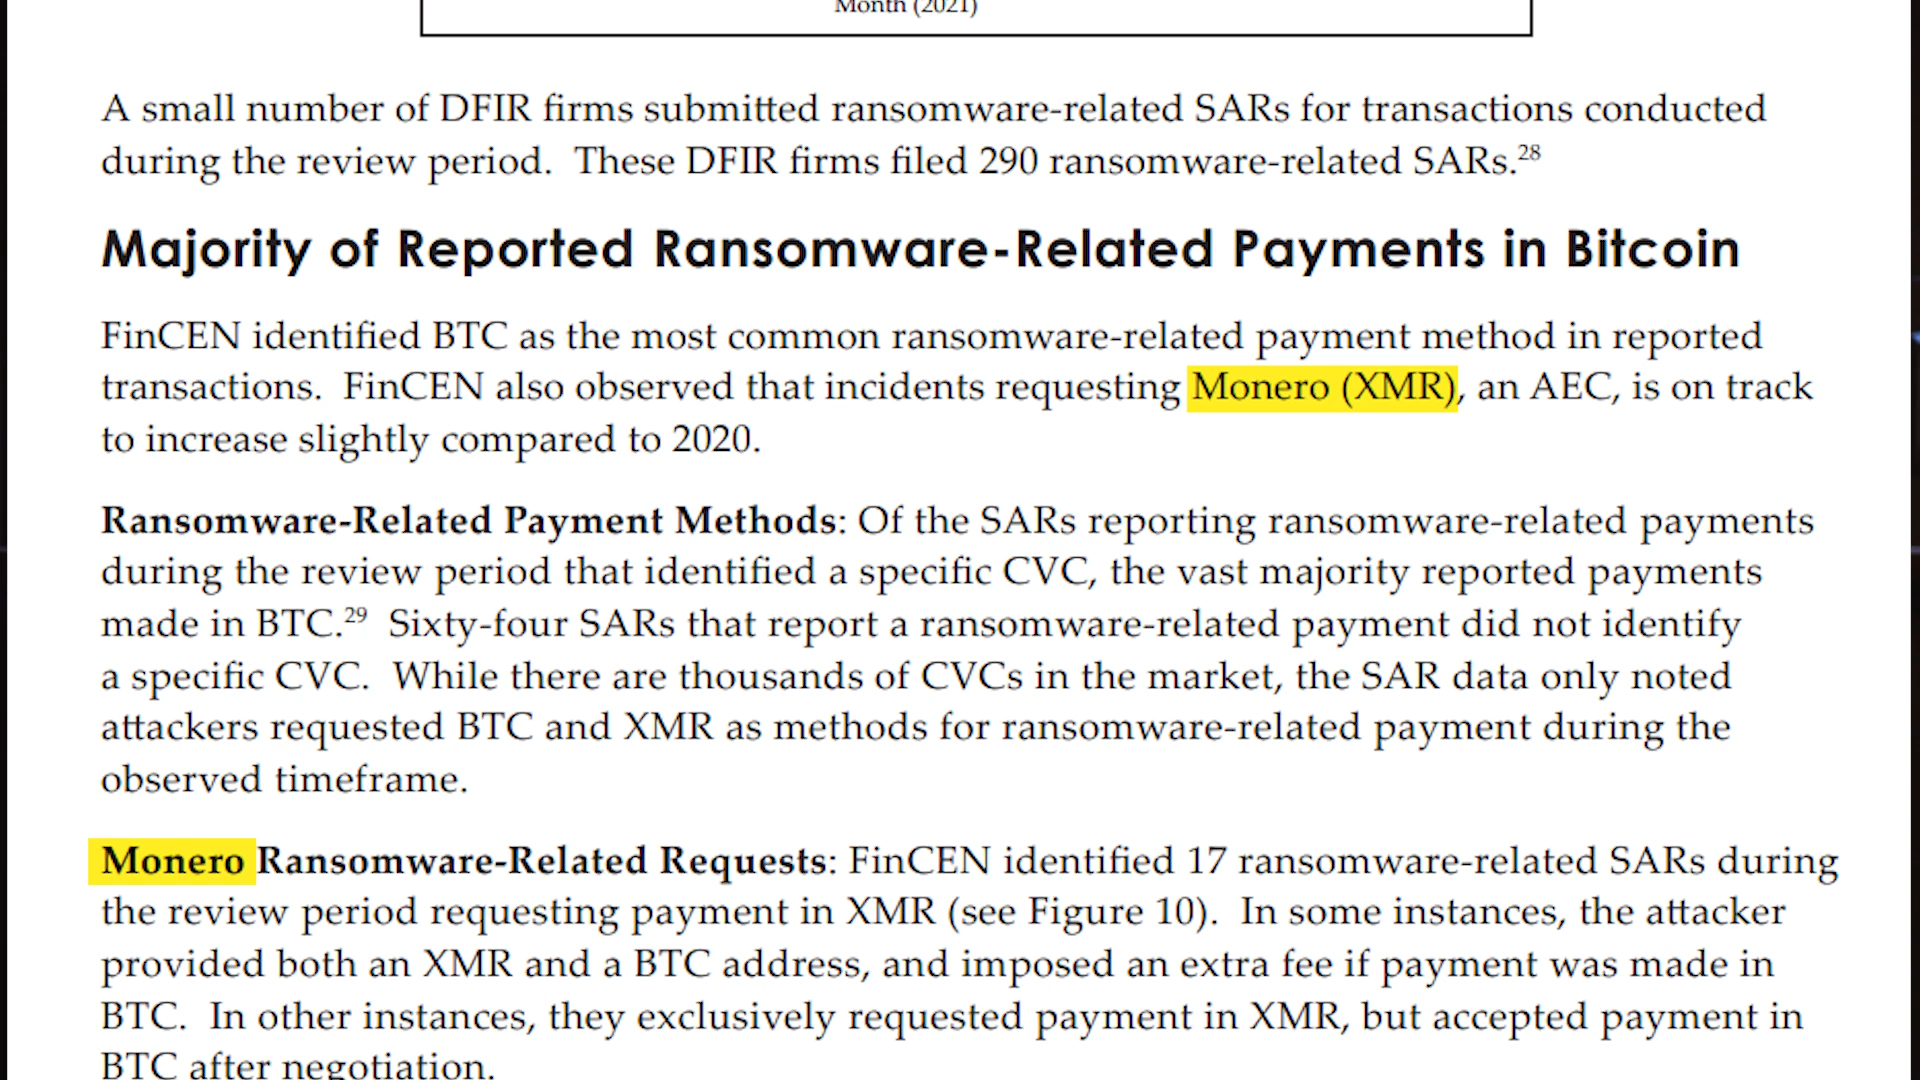 Month (2021)
A small number of DFIR firms submitted ransomware-related SARs for transactions conducted
during the review period.  These DFIR firms filed 290 ransomware-related SARs.28
Majority of Reported Ransomware-Related Payments in Bitcoin
FinCEN identified BTC as the most common ransomware-related payment method in reported
transactions.  FinCEN also observed that incidents requesting Monero (XMR), an AEC, is on track
to increase slightly compared to 2020.
Ransomware-Related Payment Methods: Of the SARs reporting ransomware-related payments
during the review period that identified a specific CVC, the vast majority reported payments
made in BTC.29  Sixty-four SARs that report a ransomware-related payment did not identify
a specific CVC.  While there are thousands of CVCs in the market, the SAR data only noted
attackers requested BTC and XMR as methods for ransomware-related payment during the
observed timeframe.
Monero Ransomware-Related Requests: FinCEN identified 17 ransomware-related SARs during
the review period requesting payment in XMR (see Figure 10).  In some instances, the attacker
provided both an XMR and a BTC address, and imposed an extra fee if payment was made in
BTC.  In other instances, they exclusively requested payment in XMR, but accepted payment in
BTC after negotiation.